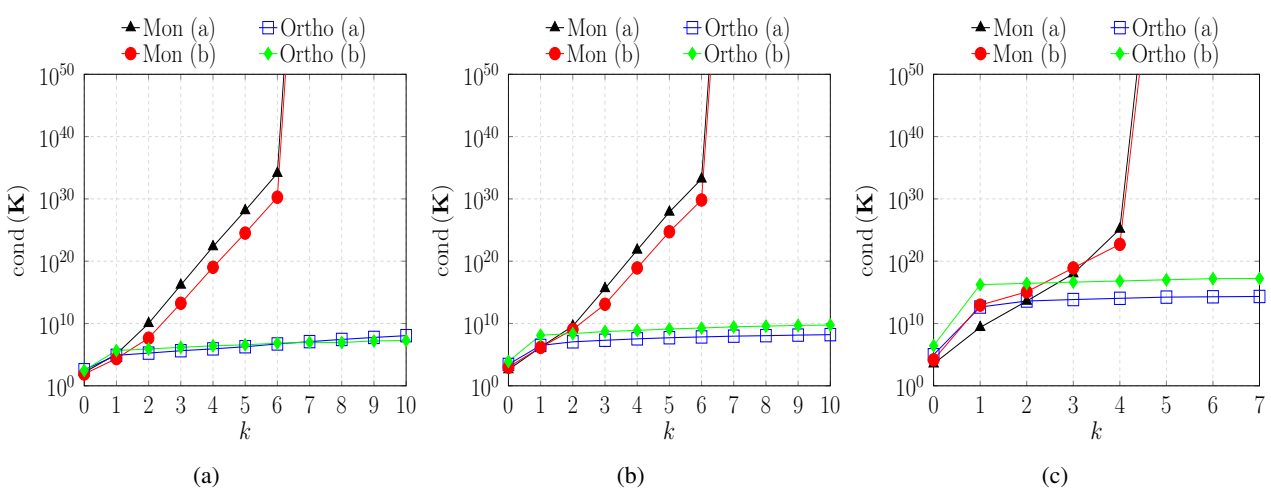 Mon (a) Ortho (a)
Mon (b) Ortho (b)
10^50
10^40
10^30
10^20
10^10
10^0
cond (K)
0 1 2 3 4 5 6 7 8 9 10
k
(a)
Mon (a) Ortho (a)
Mon (b) Ortho (b)
10^50
10^40
10^30
10^20
10^10
10^0
cond (K)
0 1 2 3 4 5 6 7 8 9 10
k
(b)
Mon (a) Ortho (a)
Mon (b) Ortho (b)
10^50
10^40
10^30
10^20
10^10
10^0
cond (K)
0 1 2 3 4 5 6 7
k
(c)